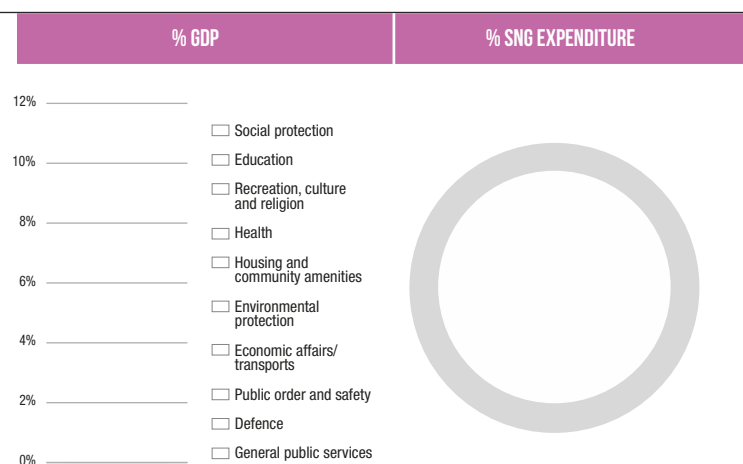 % GDP
% SNG EXPENDITURE
12%
10%
8%
6%
4%
2%
0%
Social protection
Education
Recreation, culture
and religion
Health
Housing and
community amenities
Environmental
protection
Economic affairs/
transports
Public order and safety
Defence
General public services